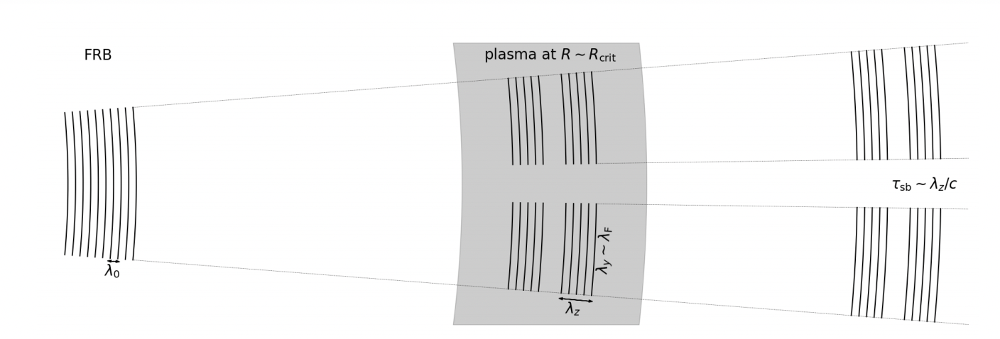 FRB
plasma at R ~ R_crit
λ_0
λ_y ~ λ_F
λ_z
τ_sb ~ λ_z/c